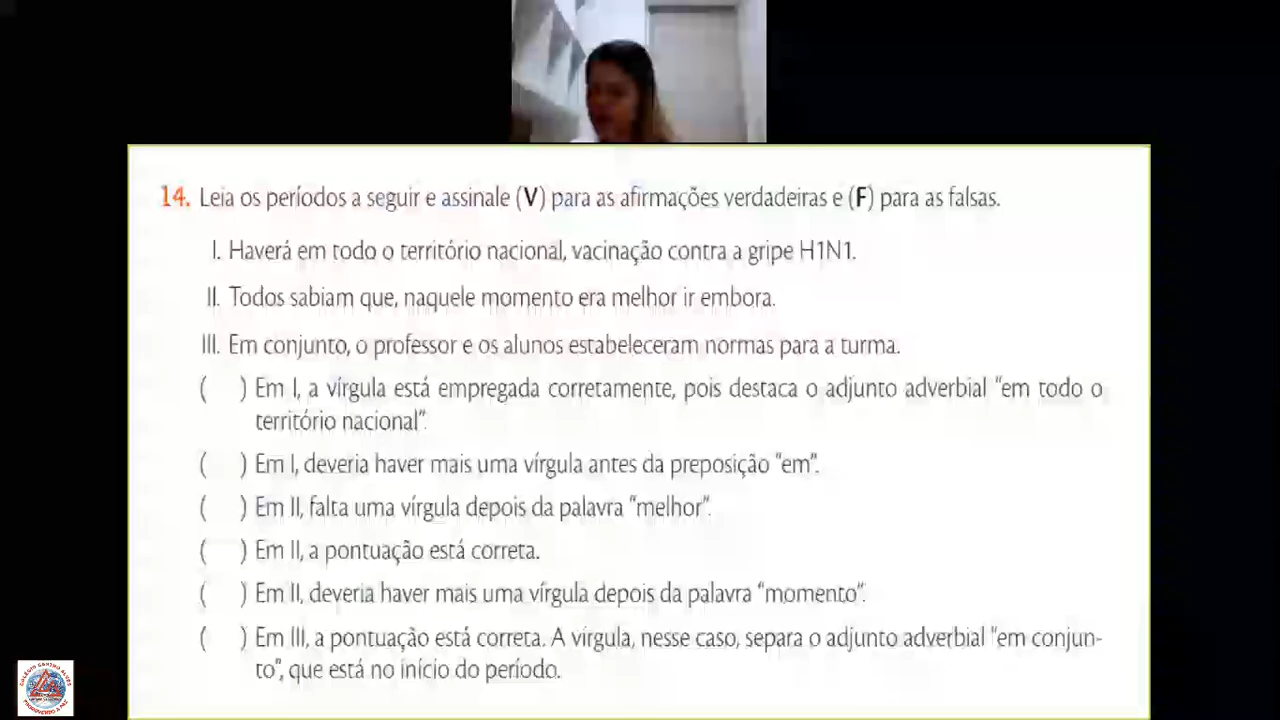 14. Leia os períodos a seguir e assinale (V) para as afirmações verdadeiras e (F) para as falsas.
I. Haverá em todo o território nacional, vacinação contra a gripe H1N1.
II. Todos sabiam que, naquele momento era melhor ir embora.
III. Em conjunto, o professor e os alunos estabeleceram normas para a turma.
( ) Em I, a vírgula está empregada corretamente, pois destaca o adjunto adverbial "em todo o
território nacional".
( ) Em I, deveria haver mais uma vírgula antes da preposição "em".
( ) Em II, falta uma vírgula depois da palavra "melhor".
( ) Em II, a pontuação está correta.
( ) Em II, deveria haver mais uma vírgula depois da palavra "momento".
( ) Em III, a pontuação está correta. A vírgula, nesse caso, separa o adjunto adverbial "em conjun-
to", que está no início do período.